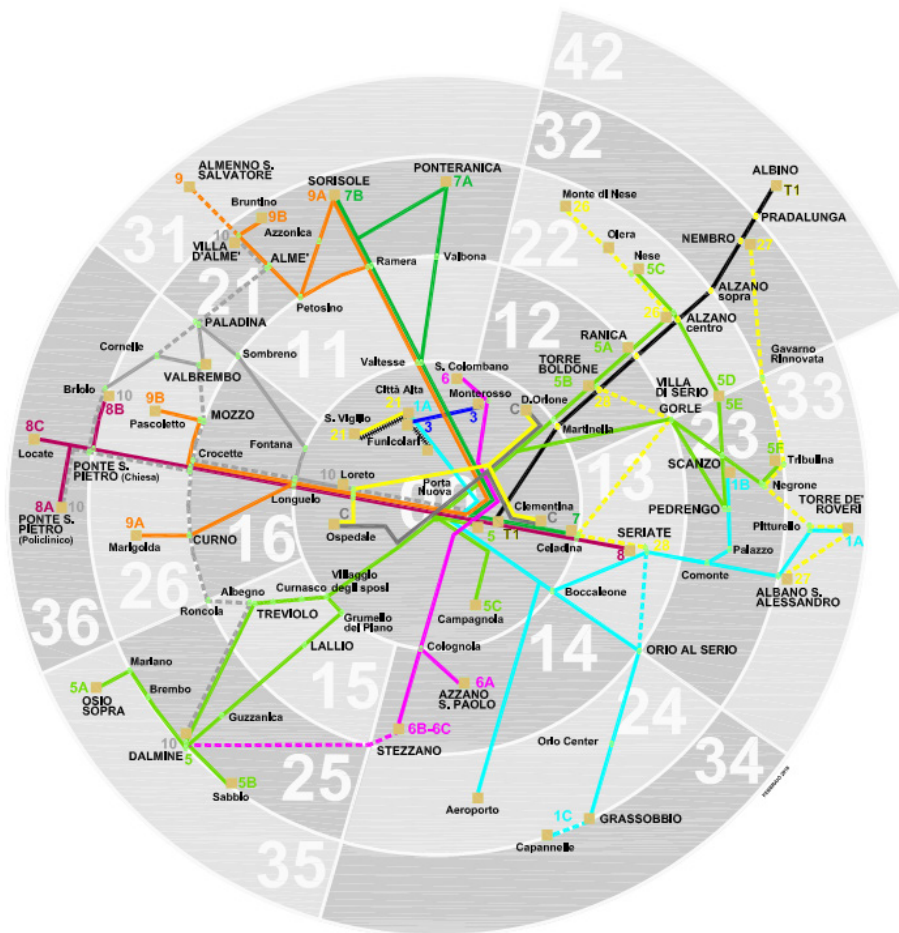 42
32
ALBINO
T1
PRADALUNGA
PONTERANICA
7A
ALMENNO S.
SALVATORE
9
SORISOLE
9A
7B
Bruntino
9B
Azzonica
Monte di Nese
26
NEMBRO
27
Olera
22
Nese
5C
31
10
VILLA
D'ALME'
ALME'
Ramera
Valbona
ALZANO
sopra
21
Petosino
26
ALZANO
centro
PALADINA
11
12
RANICA
5A
Cornelle
Sombreno
Valtesse
S. Colombano
6
TORRE
BOLDONE
5B
28
Gavarno
Rinnovata
33
VALBREMBO
Città Alta
1A
Monterosso
D.Orione
C
VILLA
DI SERIO
5D
5E
Briolo
10
8B
9B
Pascoletto
21
3
3
GORLE
23
8C
MOZZO
S. Vigilio
21
Funicolari
Martinella
Locate
Crocette
Fontana
SCANZO
5F
Tribulina
PONTE S.
PIETRO (Chiesa)
10
Loreto
Porta
Nuova
13
1B
Negrone
8A
10
Longuelo
Clementina
C
7
PEDRENGO
TORRE DE'
ROVERI
PONTE S.
PIETRO
(Policlinico)
16
C
Ospedale
5
T1
Celadina
SERIATE
8
28
Pitturello
1A
9A
Marigolda
CURNO
Palazzo
26
Villaggio
degli sposi
Comonte
27
ALBANO S.
ALESSANDRO
36
Albegno
Curnasco
5C
Campagnola
Boccaleone
Roncola
TREVIOLO
Grumello
del Piano
14
LALLIO
Colognola
ORIO AL SERIO
Mariano
15
5A
OSIO
SOPRA
Brembo
6A
AZZANO
S. PAOLO
24
Guzzanica
6B-6C
STEZZANO
10
DALMINE
5
Orio Center
34
25
5B
Sabbio
FEBBRAIO 2018
Aeroporto
1C
GRASSOBBIO
Capannelle
35